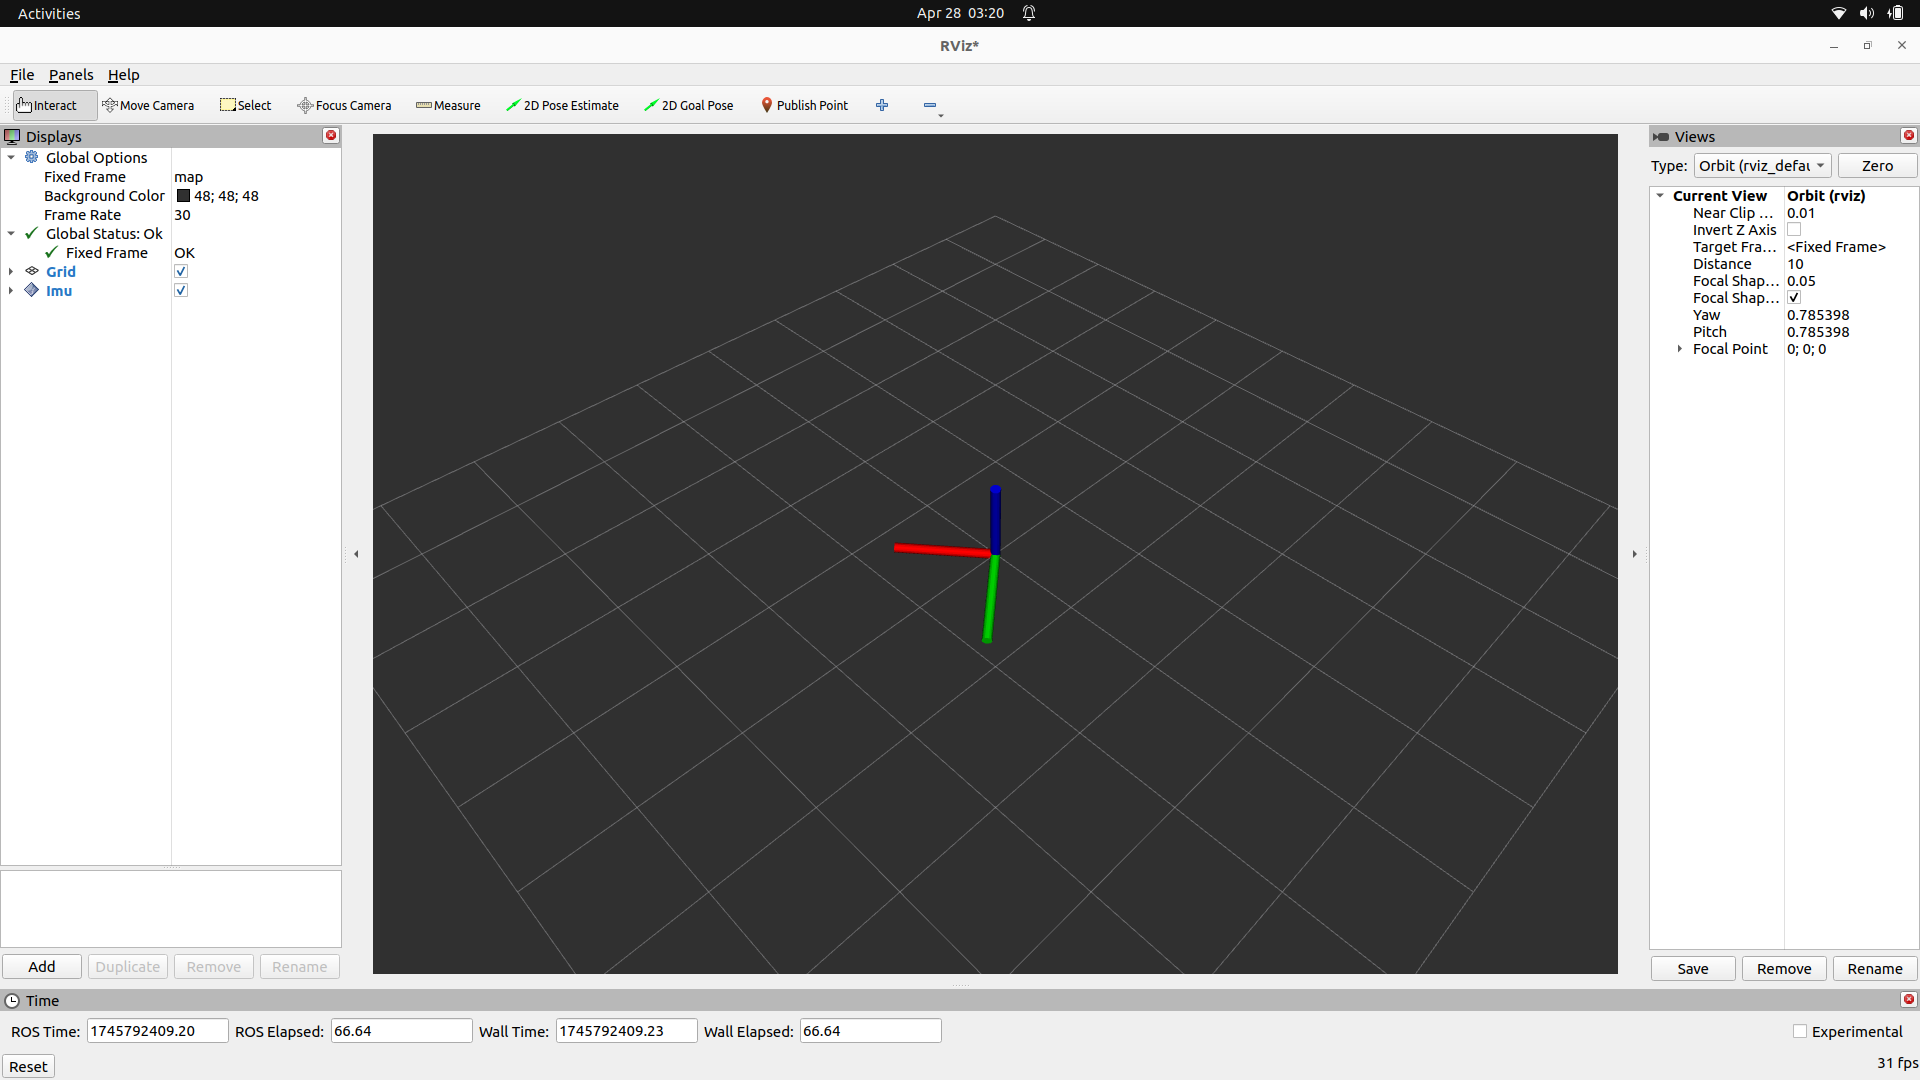 Activities
Apr 28 03:20
RViz*
File Panels Help
Interact Move Camera Select Focus Camera Measure 2D Pose Estimate 2D Goal Pose Publish Point
Displays
Global Options
Fixed Frame map
Background Color 48; 48; 48
Frame Rate 30
Global Status: Ok
Fixed Frame OK
Grid
Imu
Add Duplicate Remove Rename
Views
Type: Orbit (rviz_defau Zero
Current View Orbit (rviz)
Near Clip ... 0.01
Invert Z Axis
Target Fra... <Fixed Frame>
Distance 10
Focal Shap... 0.05
Focal Shap...
Yaw 0.785398
Pitch 0.785398
Focal Point 0; 0; 0
Save Remove Rename
Time
ROS Time: 1745792409.20 ROS Elapsed: 66.64 Wall Time: 1745792409.23 Wall Elapsed: 66.64 Experimental
Reset 31 fps